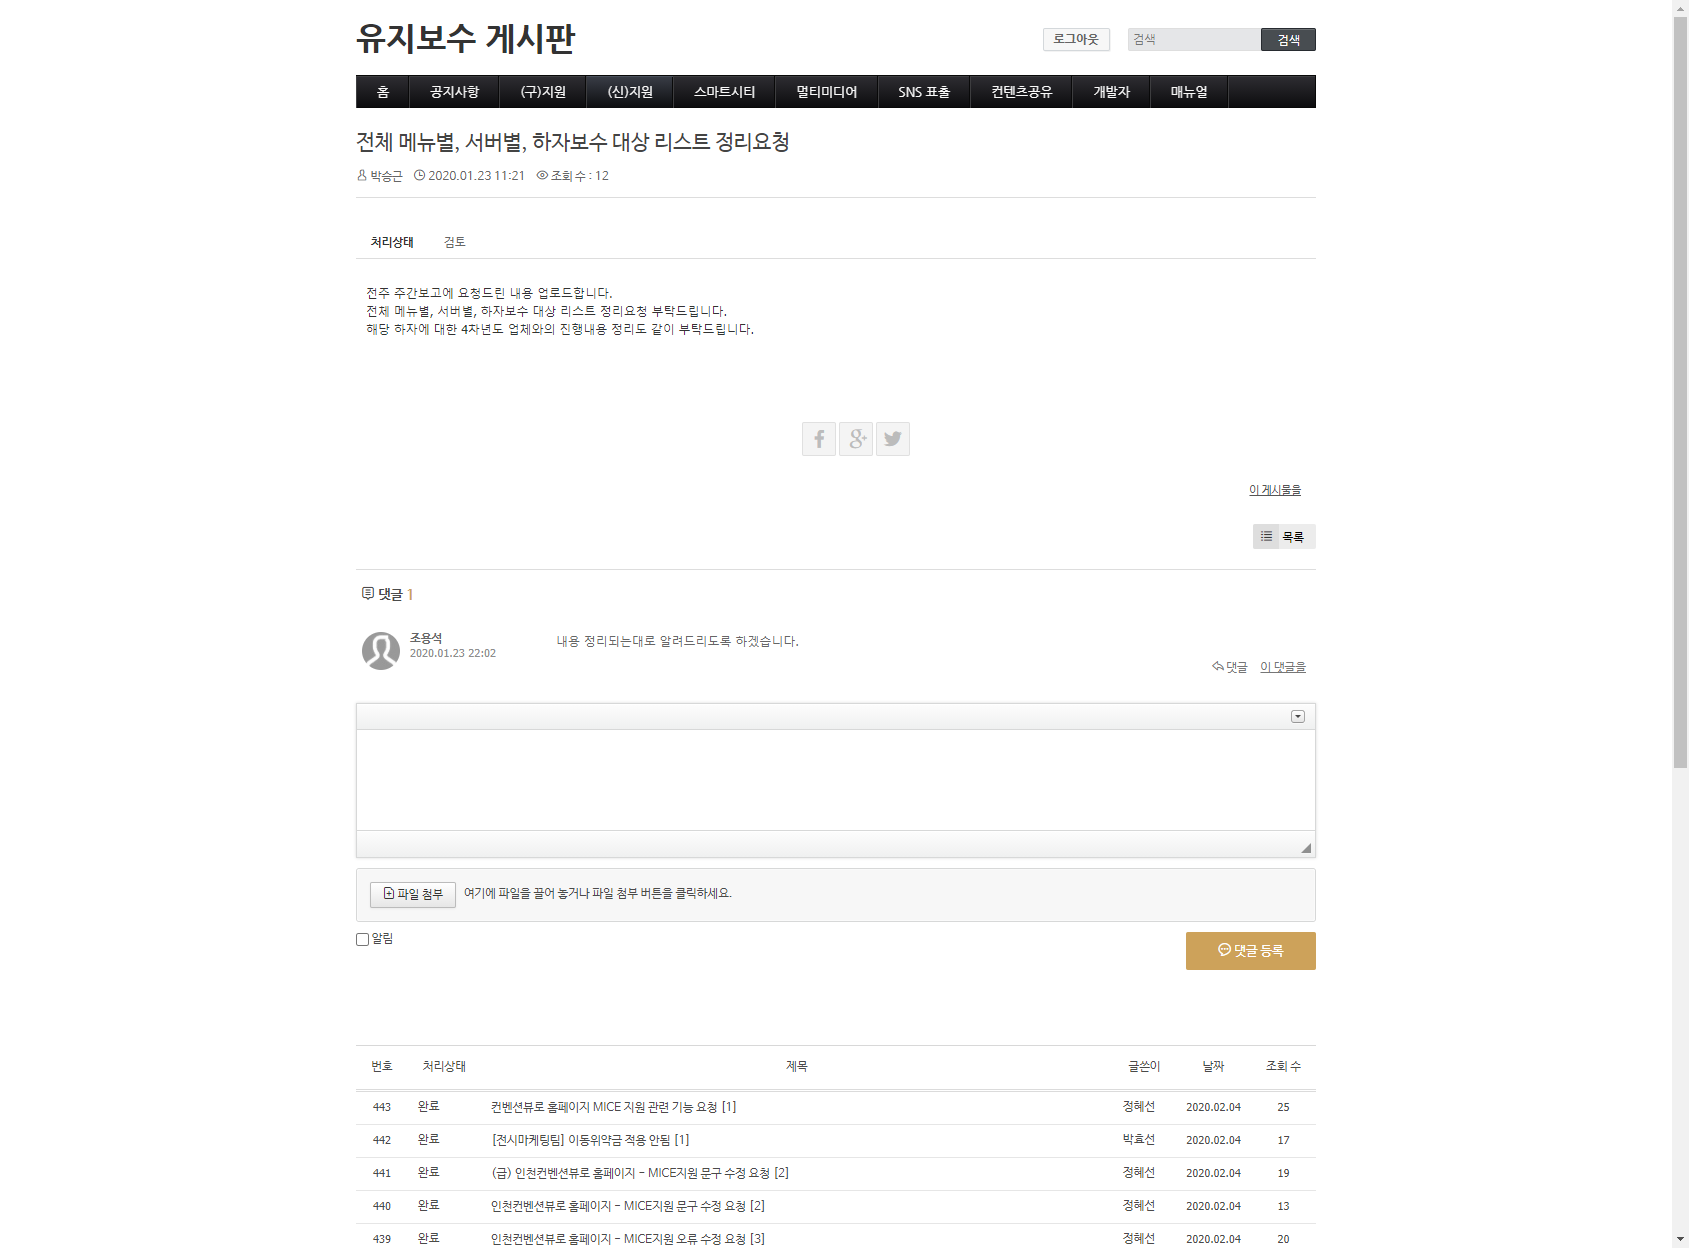 유지보수 게시판
로그아웃 검색 검색
홈 공지사항 (구)지원 (신)지원 스마트시티 멀티미디어 SNS 표출 컨텐츠공유 개발자 매뉴얼
전체 메뉴별, 서버별, 하자보수 대상 리스트 정리요청
박승근 2020.01.23 11:21 조회 수 : 12
처리상태 검토
전주 주간보고에 요청드린 내용 업로드합니다.
전체 메뉴별, 서버별, 하자보수 대상 리스트 정리요청 부탁드립니다.
해당 하자에 대한 4차년도 업체와의 진행내용 정리도 같이 부탁드립니다.
f g+
이 게시물을
목록
댓글 1
조용석 내용 정리되는대로 알려드리도록 하겠습니다.
2020.01.23 22:02
댓글 이 댓글을
파일 첨부 여기에 파일을 끌어 놓거나 파일 첨부 버튼을 클릭하세요.
알림 댓글 등록
번호 처리상태 제목 글쓴이 날짜 조회 수
443 완료 컨벤션뷰로 홈페이지 MICE 지원 관련 기능 요청 [1] 정혜선 2020.02.04 25
442 완료 [전시마케팅팀] 이동위약금 적용 안됨 [1] 박효선 2020.02.04 17
441 완료 (급) 인천컨벤션뷰로 홈페이지 - MICE지원 문구 수정 요청 [2] 정혜선 2020.02.04 19
440 완료 인천컨벤션뷰로 홈페이지 - MICE지원 문구 수정 요청 [2] 정혜선 2020.02.04 13
439 완료 인천컨벤션뷰로 홈페이지 - MICE지원 오류 수정 요청 [3] 정혜선 2020.02.04 20